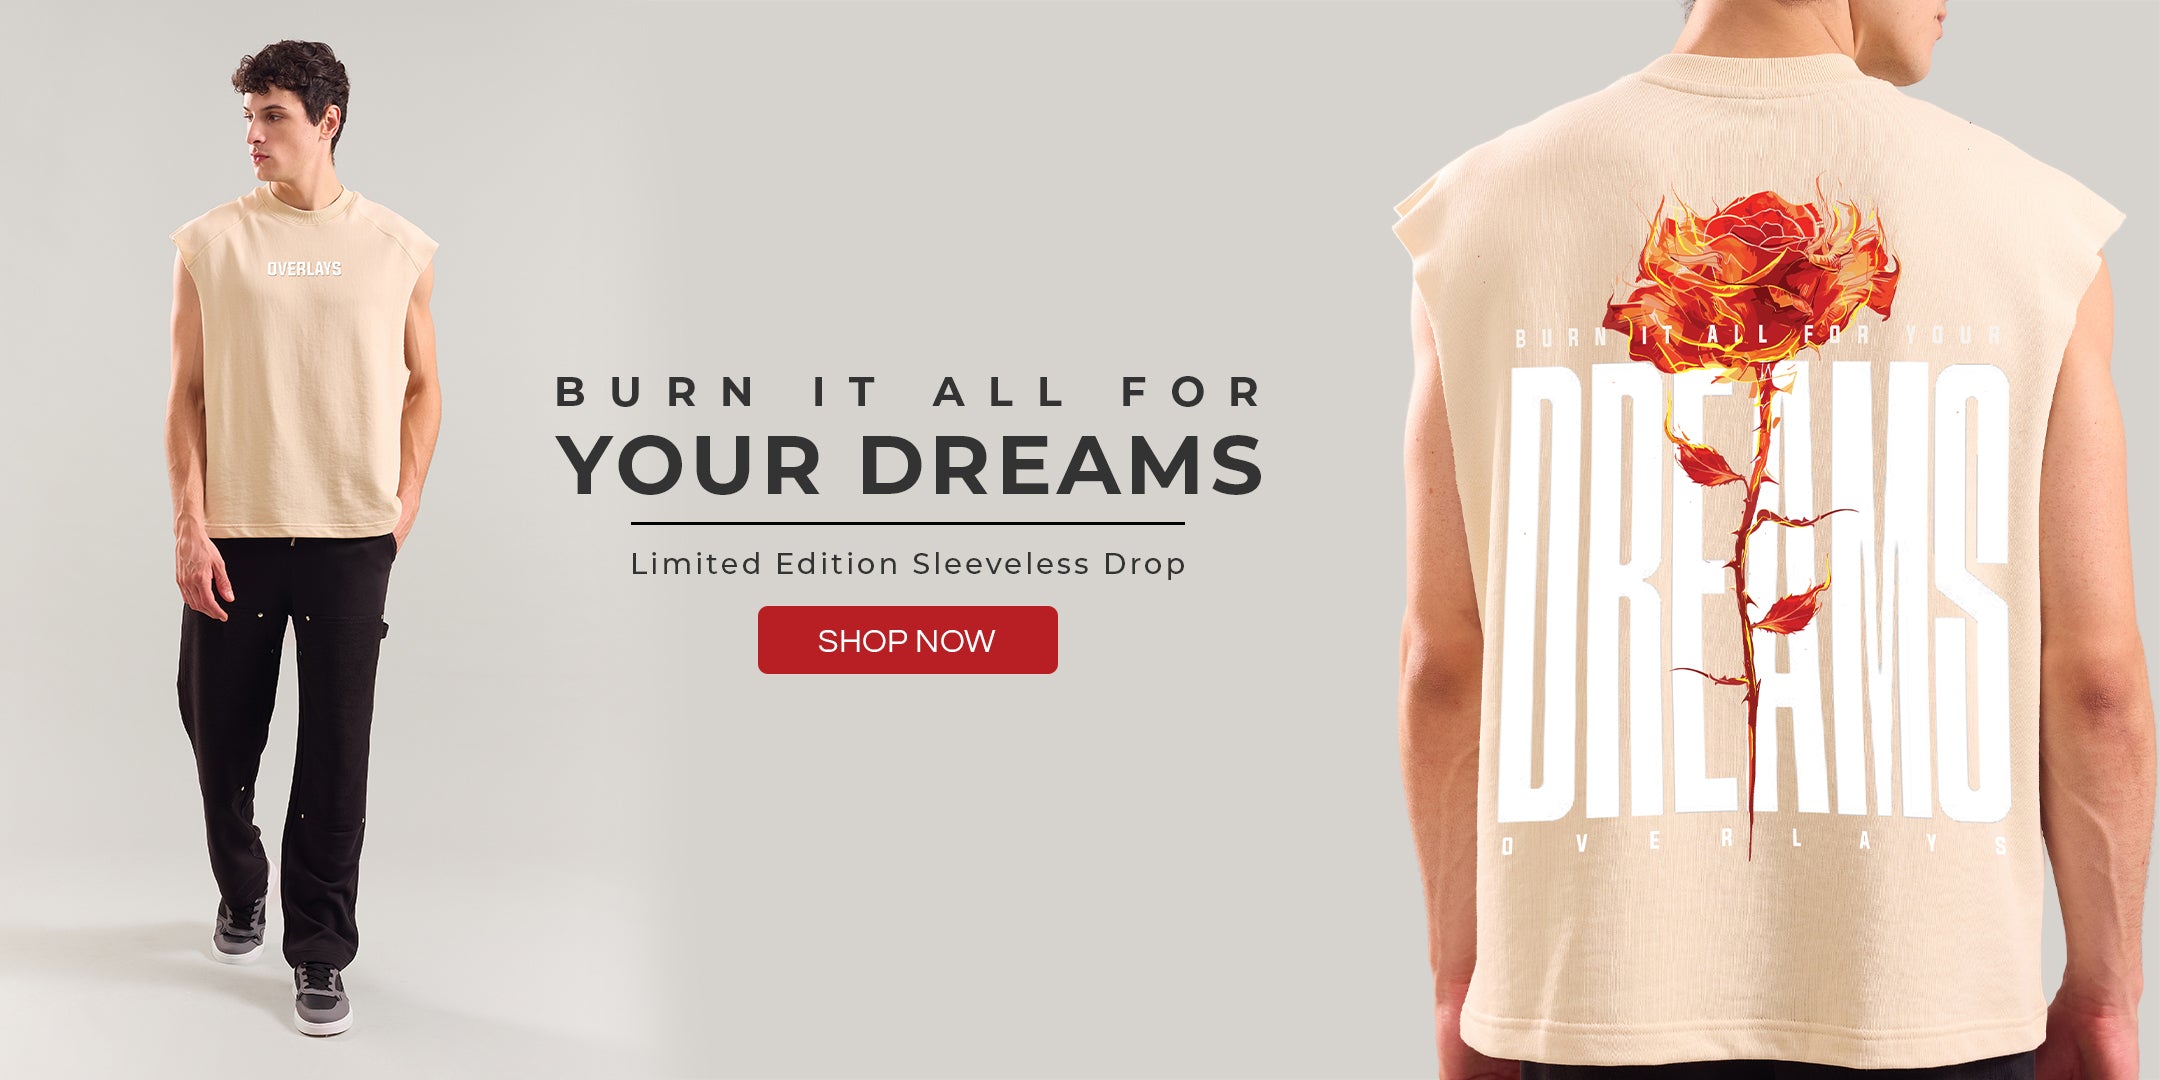 OVERLAYS
BURN IT ALL FOR
YOUR DREAMS
Limited Edition Sleeveless Drop
SHOP NOW
BURN IT ALL FOR YOUR
DREAMS
OVERLAYS